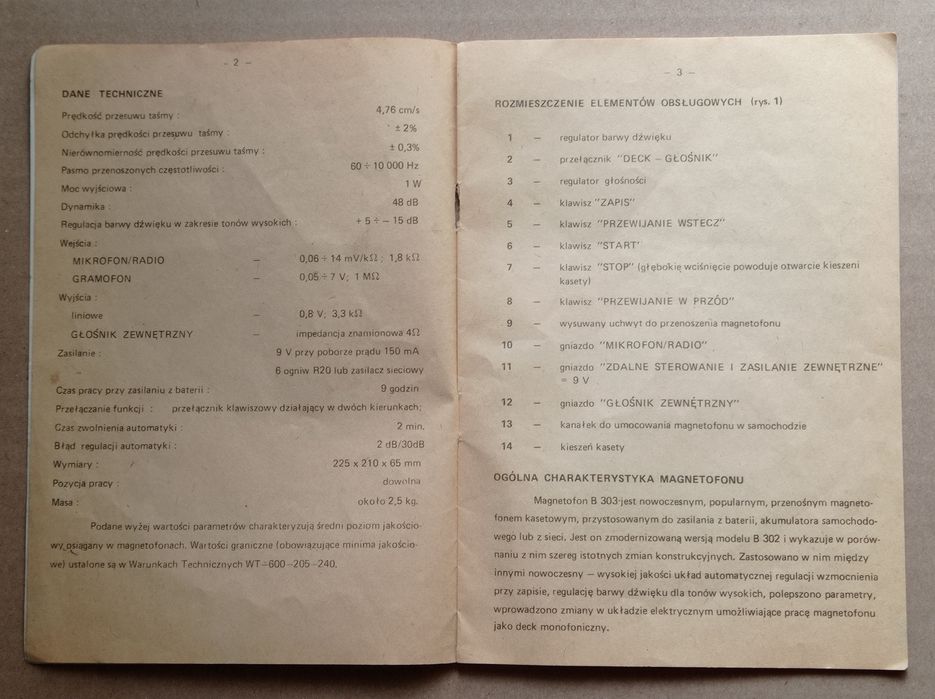 – 2 –
DANE TECHNICZNE
Prędkość przesuwu taśmy : 4,76 cm/s
Odchyłka prędkości przesuwu taśmy : ± 2%
Nierównomierność prędkości przesuwu taśmy : ± 0,3%
Pasmo przenoszonych częstotliwości : 60 ÷ 10 000 Hz
Moc wyjściowa : 1 W
Dynamika : 48 dB
Regulacja barwy dźwięku w zakresie tonów wysokich : + 5 ÷ – 15 dB
Wejścia :
MIKROFON/RADIO – 0,06 ÷ 14 mV/kΩ ; 1,8 kΩ
GRAMOFON – 0,05 ÷ 7 V; 1 MΩ
Wyjścia :
liniowe – 0,8 V; 3,3 kΩ
GŁOŚNIK ZEWNĘTRZNY – impedancja znamionowa 4Ω
Zasilanie : 9 V przy poborze prądu 150 mA
6 ogniw R20 lub zasilacz sieciowy
Czas pracy przy zasilaniu z baterii : 9 godzin
Przełączanie funkcji : przełącznik klawiszowy działający w dwóch kierunkach;
Czas zwolnienia automatyki : 2 min.
Błąd regulacji automatyki : 2 dB/30dB
Wymiary : 225 x 210 x 65 mm
Pozycja pracy : dowolna
Masa : około 2,5 kg.
Podane wyżej wartości parametrów charakteryzują średni poziom jakościo-
wy osiągany w magnetofonach. Wartości graniczne (obowiązujące minima jakościo-
we) ustalone są w Warunkach Technicznych WT–600–205–240.
– 3 –
ROZMIESZCZENIE ELEMENTÓW OBSŁUGOWYCH (rys. 1)
1 – regulator barwy dźwięku
2 – przełącznik "DECK – GŁOŚNIK"
3 – regulator głośności
4 – klawisz "ZAPIS"
5 – klawisz "PRZEWIJANIE WSTECZ"
6 – klawisz "START"
7 – klawisz "STOP" (głębokię wciśnięcie powoduje otwarcie kieszeni
kasety)
8 – klawisz "PRZEWIJANIE W PRZÓD"
9 – wysuwany uchwyt do przenoszenia magnetofonu
10 – gniazdo "MIKROFON/RADIO"
11 – gniazdo "ZDALNE STEROWANIE I ZASILANIE ZEWNĘTRZNE"
= 9 V
12 – gniazdo "GŁOŚNIK ZEWNĘTRZNY"
13 – kanałek do umocowania magnetofonu w samochodzie
14 – kieszeń kasety
OGÓLNA CHARAKTERYSTYKA MAGNETOFONU
Magnetofon B 303 jest nowoczesnym, popularnym, przenośnym magneto-
fonem kasetowym, przystosowanym do zasilania z baterii, akumulatora samochodo-
wego lub z sieci. Jest on zmodernizowaną wersją modelu B 302 i wykazuje w porów-
naniu z nim szereg istotnych zmian konstrukcyjnych. Zastosowano w nim między
innymi nowoczesny – wysokiej jakości układ automatycznej regulacji wzmocnienia
przy zapisie, regulację barwy dźwięku dla tonów wysokich, polepszono parametry,
wprowadzono zmiany w układzie elektrycznym umożliwiające pracę magnetofonu
jako deck monofoniczny.